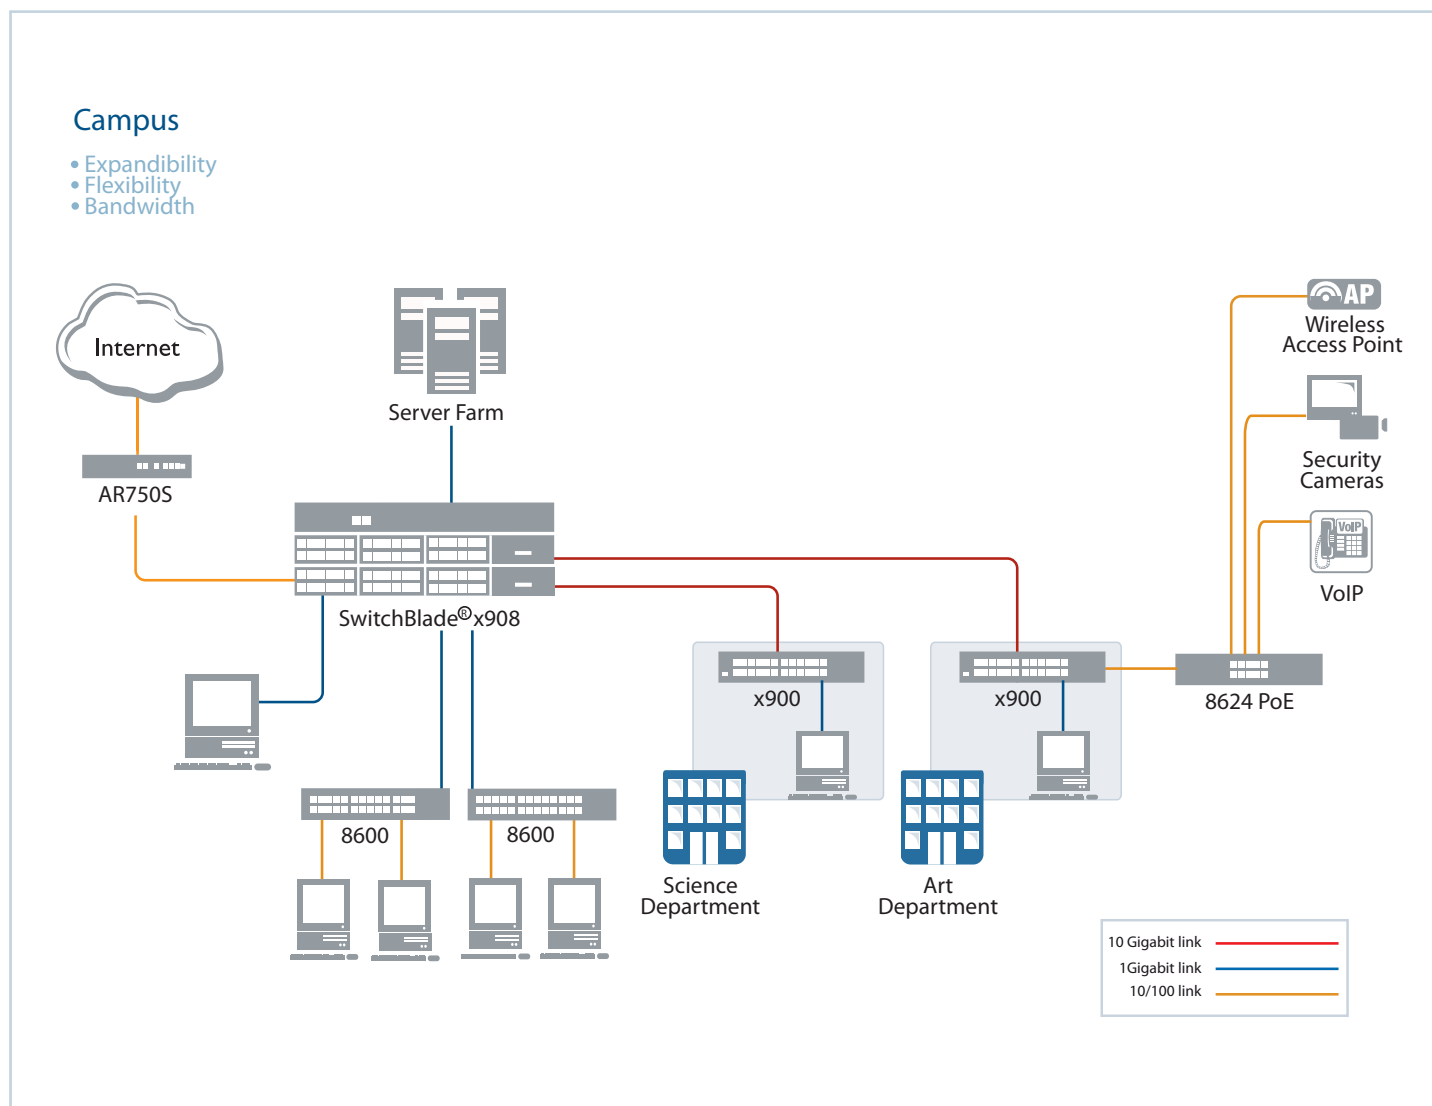 Campus
• Expandibility
• Flexibility
• Bandwidth
Internet
Server Farm
AR750S
SwitchBlade®x908
AP
Wireless
Access Point
Security
Cameras
VoIP
VoIP
x900
x900
8624 PoE
8600
8600
Science
Department
Art
Department
10 Gigabit link
1Gigabit link
10/100 link